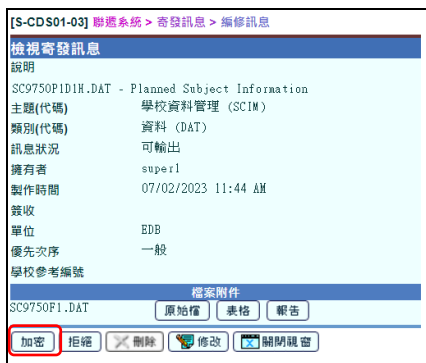 [S-CDS01-03] 聯遞系統 > 寄發訊息 > 編修訊息
檢視寄發訊息
說明
SC9750P1D1H.DAT - Planned Subject Information
主題(代碼) 學校資料管理 (SCIM)
類別(代碼) 資料 (DAT)
訊息狀況 可輸出
擁有者 super1
製作時間 07/02/2023 11:44 AM
簽收
單位 EDB
優先次序 一般
學校參考編號
檔案附件
SC9750F1.DAT 原始檔 表格 報告
加密 拒絕 刪除 修改 關閉視窗